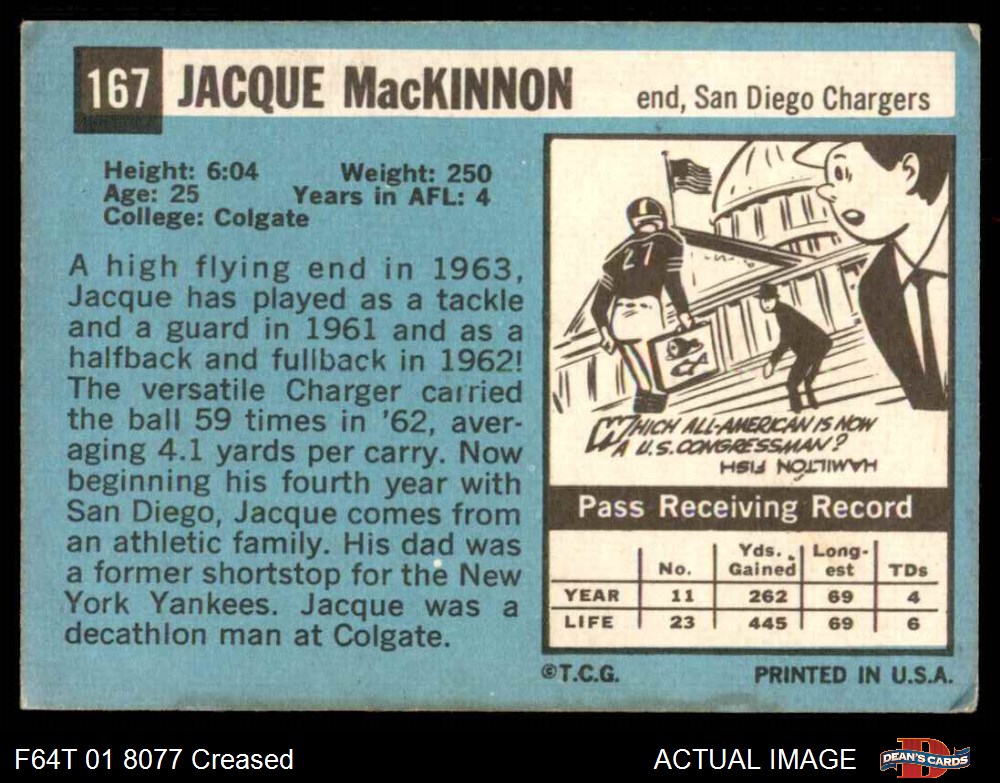 167 JACQUE MacKINNON end, San Diego Chargers
Height: 6:04 Weight: 250
Age: 25 Years in AFL: 4
College: Colgate
A high flying end in 1963,
Jacque has played as a tackle
and a guard in 1961 and as a
halfback and fullback in 1962!
The versatile Charger carried
the ball 59 times in '62, aver-
aging 4.1 yards per carry. Now
beginning his fourth year with
San Diego, Jacque comes from
an athletic family. His dad was
a former shortstop for the New
York Yankees. Jacque was a
decathlon man at Colgate.
27
WHICH ALL-AMERICAN IS NOW
A U.S. CONGRESSMAN?
HAMILTON FISH
Pass Receiving Record
No. Yds. Gained Long-est TDs
YEAR 11 262 69 4
LIFE 23 445 69 6
©T.C.G. PRINTED IN U.S.A.
F64T 01 8077 Creased ACTUAL IMAGE D DEAN'S CARDS